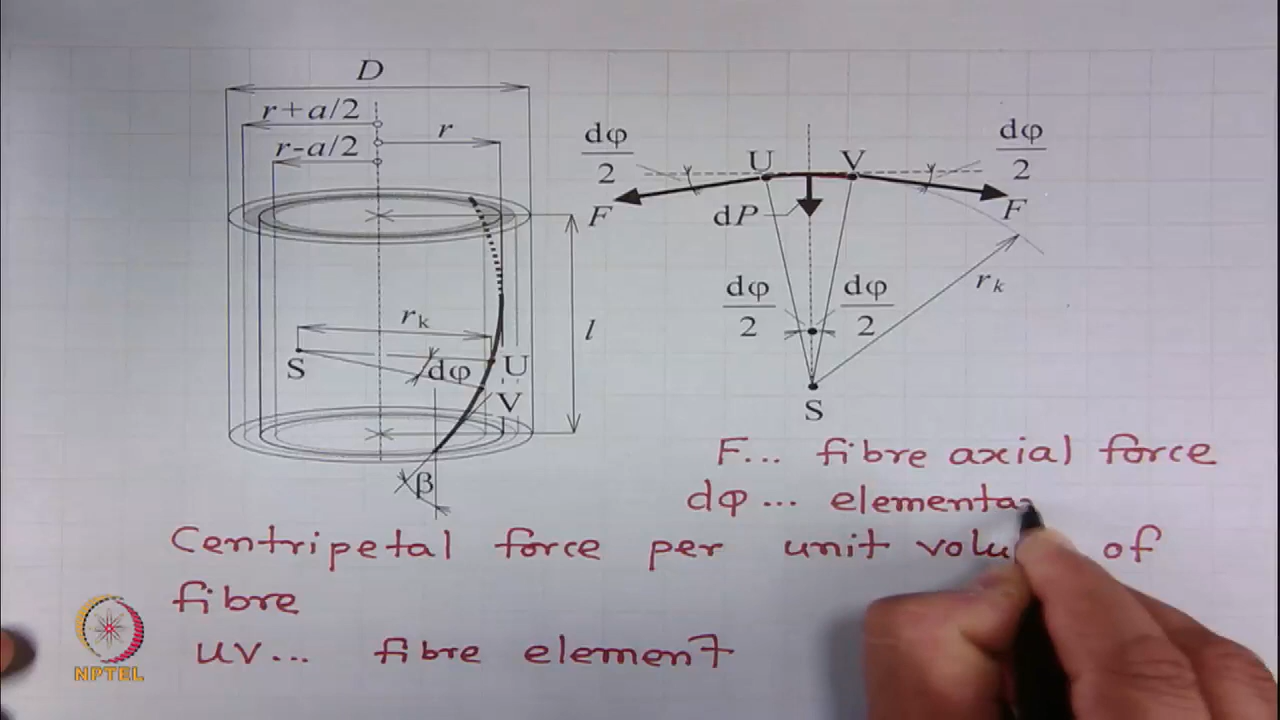 D
r+a/2
r
r-a/2
dφ/2
U V
dφ/2
F
dP
F
r_k
dφ/2 dφ/2
r_k
l
S
U
dφ
V
S
β
F... fibre axial force
dφ... elementa
Centripetal force per unit of
fibre
UV... fibre element
NPTEL